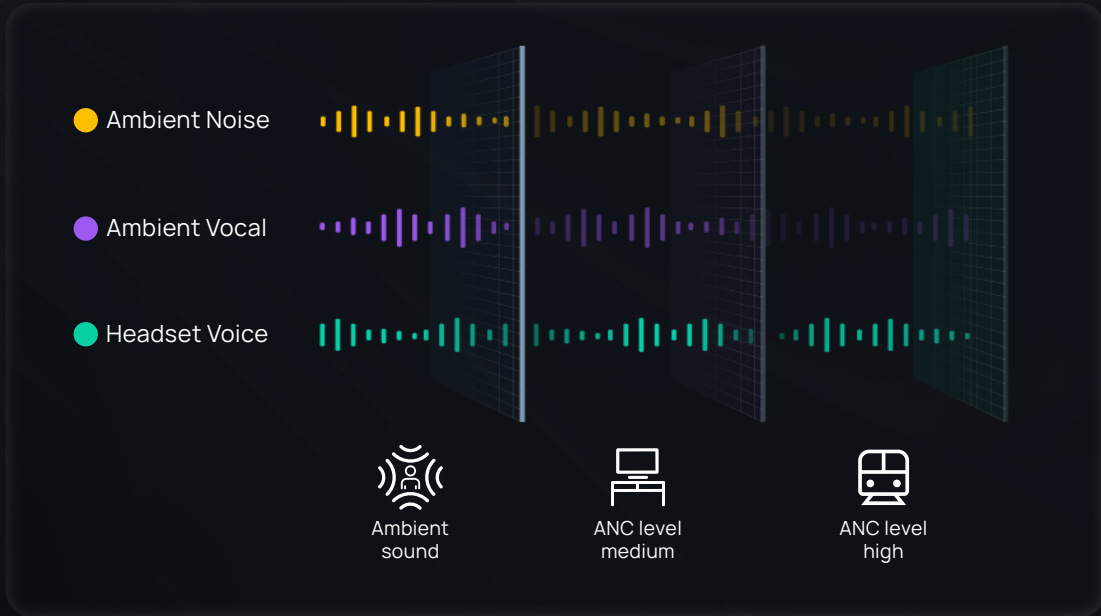 Ambient Noise
Ambient Vocal
Headset Voice
Ambient
sound
ANC level
medium
ANC level
high